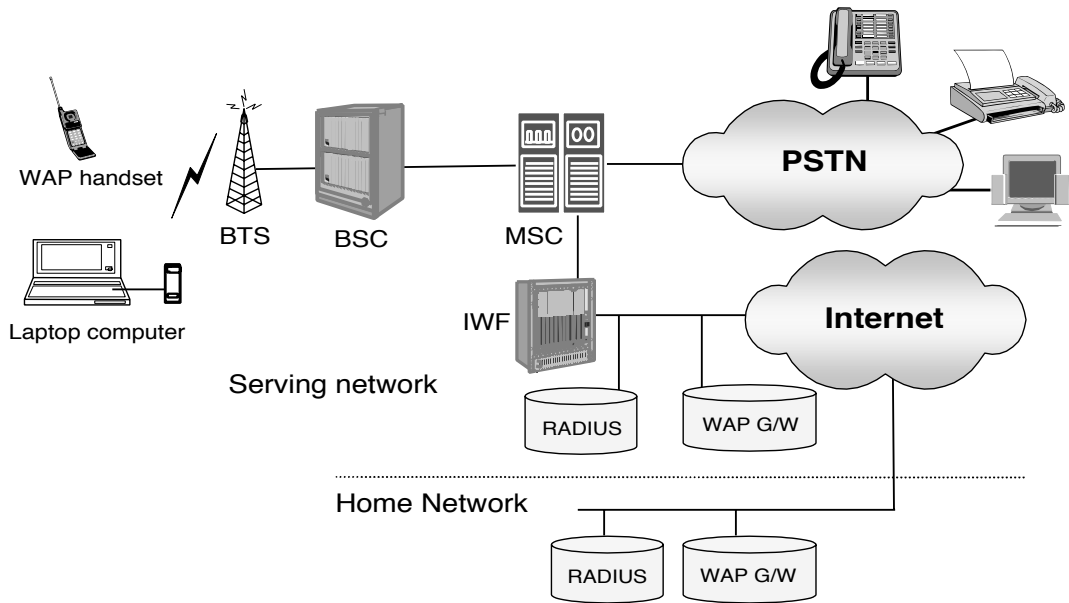 PSTN
WAP handset
BTS
BSC
MSC
Laptop computer
IWF
Internet
Serving network
RADIUS
WAP G/W
Home Network
RADIUS
WAP G/W